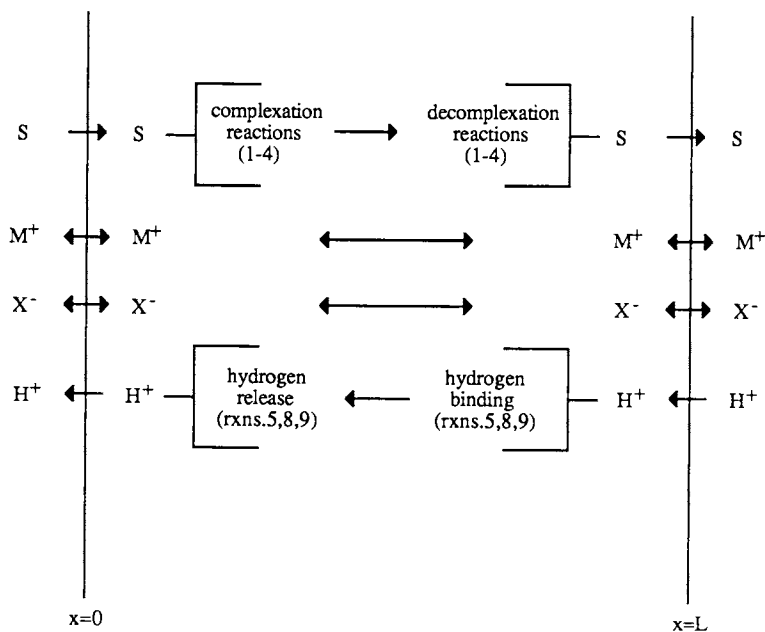 complexation reactions (1-4)
decomplexation reactions (1-4)
S S S S
M⁺ M⁺ M⁺ M⁺
X⁻ X⁻ X⁻ X⁻
hydrogen release (rxns.5,8,9)
hydrogen binding (rxns.5,8,9)
H⁺ H⁺ H⁺ H⁺
x=0
x=L